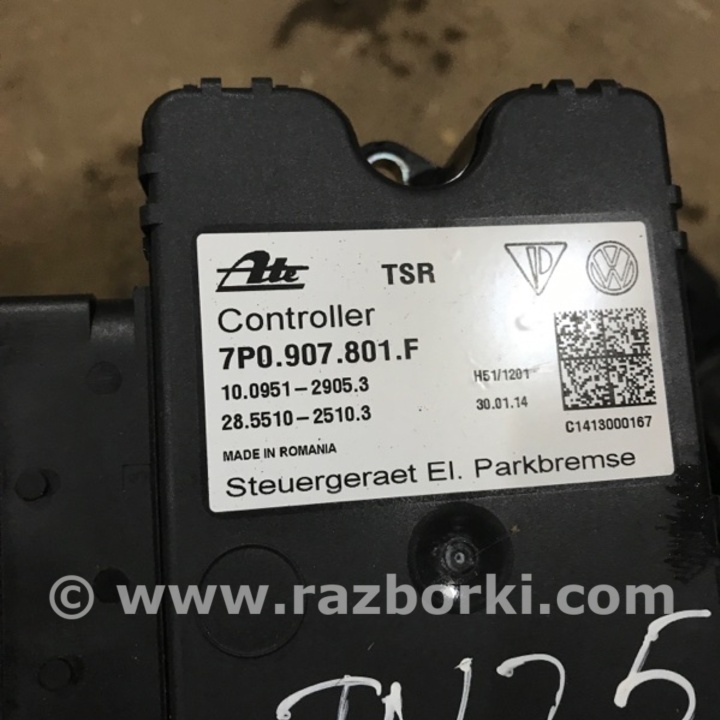 Ate TSR
Controller
7P0.907.801.F
10.0951-2905.3 H51/1201
28.5510-2510.3 30.01.14
C1413000167
MADE IN ROMANIA
Steuergeraet El. Parkbremse
© www.razborki.com